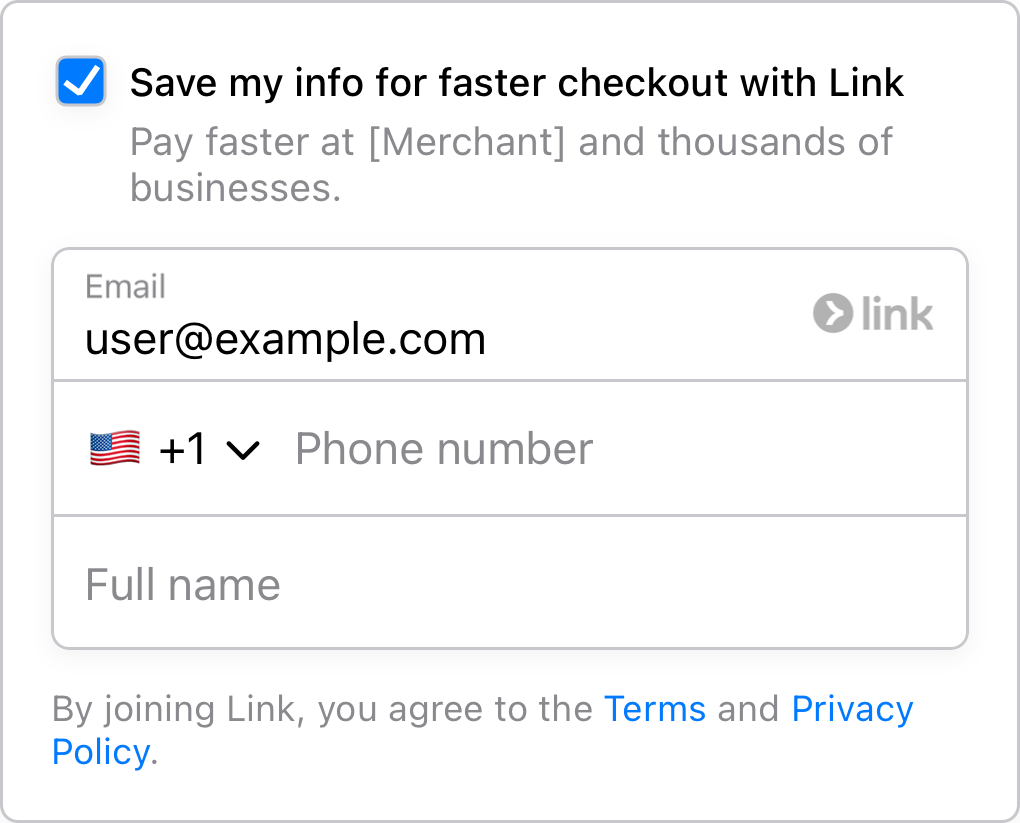 Save my info for faster checkout with Link
Pay faster at [Merchant] and thousands of
businesses.
Email
user@example.com
link
+1 Phone number
Full name
By joining Link, you agree to the Terms and Privacy
Policy.